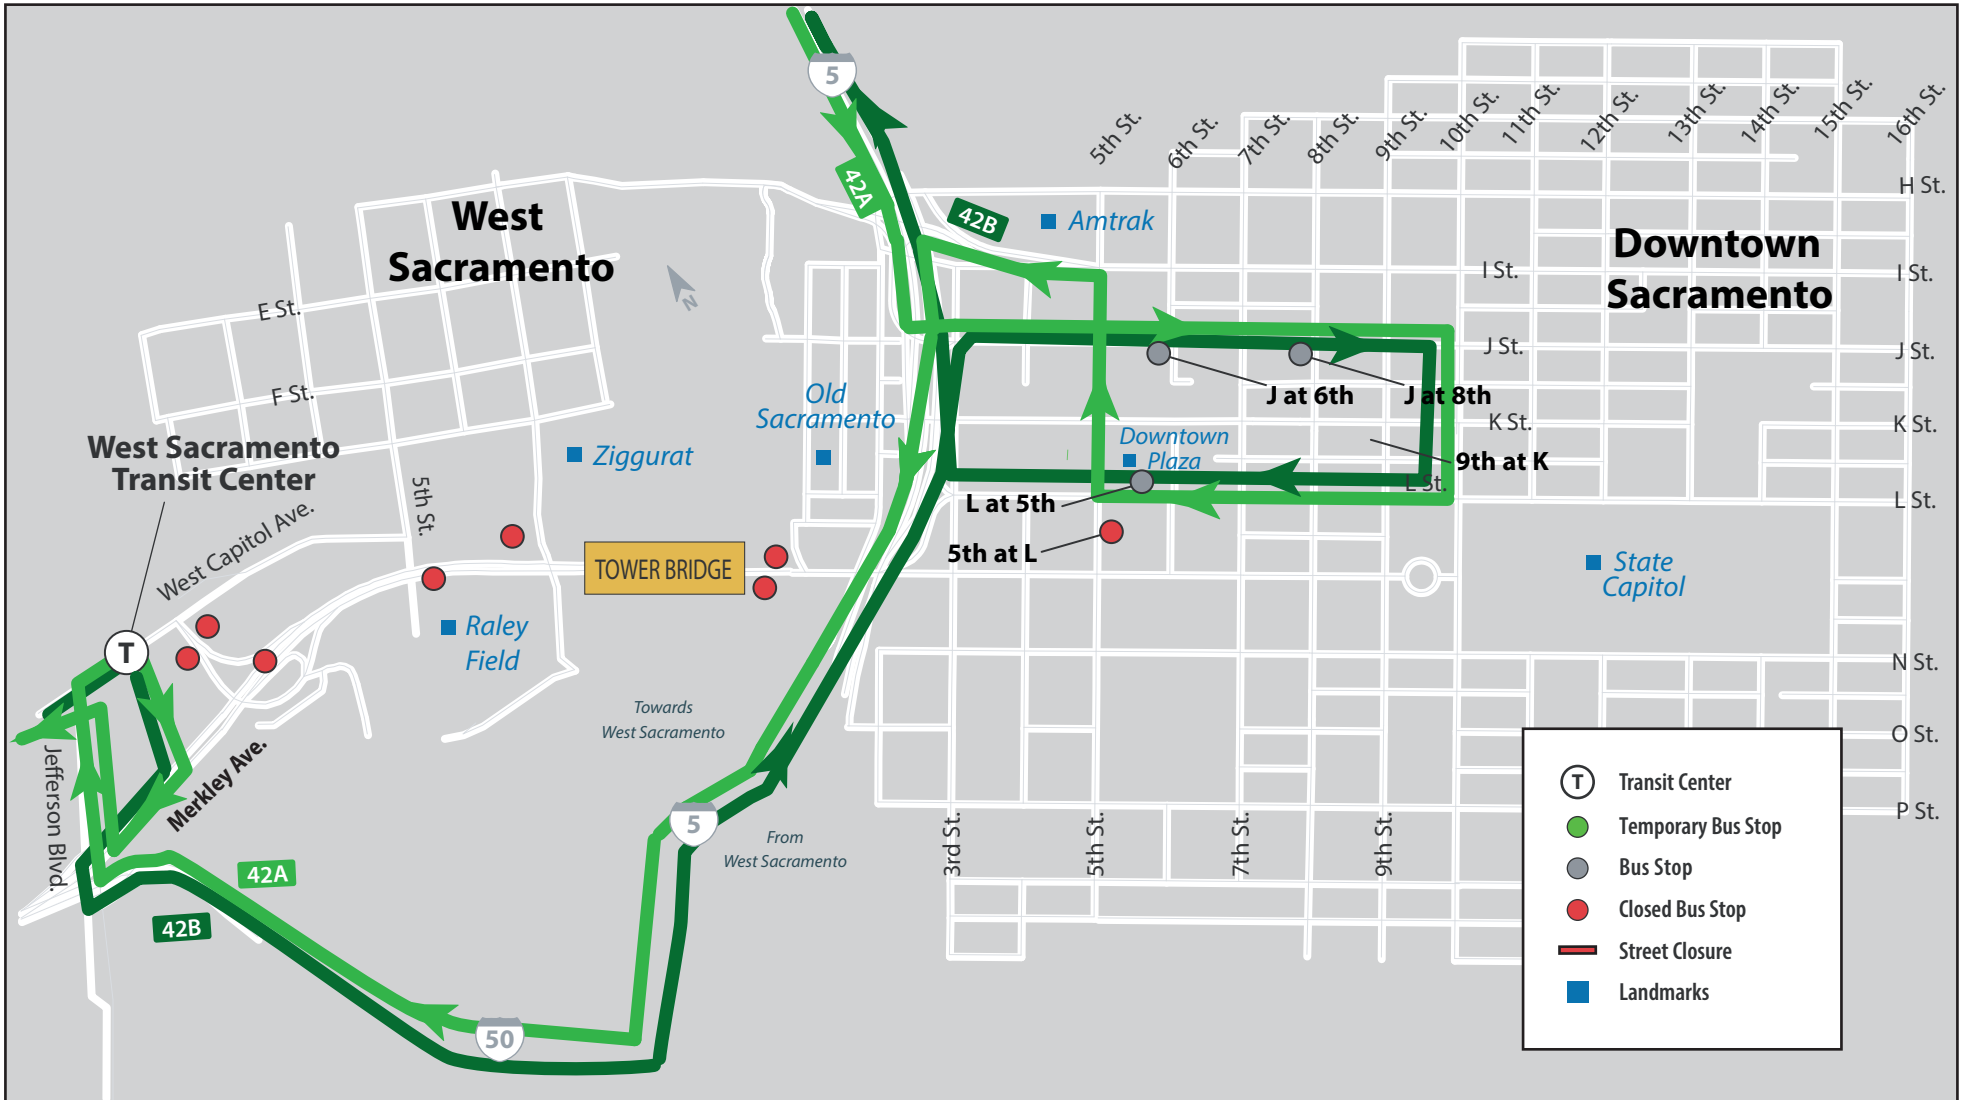 5
5th St.
6th St.
7th St.
8th St.
9th St.
10th St.
11th St.
12th St.
13th St.
14th St.
15th St.
16th St.
42A
42B
Amtrak
H St.
West
Sacramento
Downtown
Sacramento
N
I St.
I St.
E St.
J St.
J St.
F St.
J at 6th
J at 8th
Old
Sacramento
K St.
K St.
West Sacramento
Transit Center
Ziggurat
Downtown
Plaza
9th at K
L St.
L St.
L at 5th
5th St.
West Capitol Ave.
5th at L
TOWER BRIDGE
State
Capitol
T
Raley
Field
N St.
Towards
West Sacramento
O St.
Jefferson Blvd.
Merkley Ave.
5
From
West Sacramento
3rd St.
5th St.
7th St.
9th St.
P St.
42A
42B
50
T
Transit Center
Temporary Bus Stop
Bus Stop
Closed Bus Stop
Street Closure
Landmarks